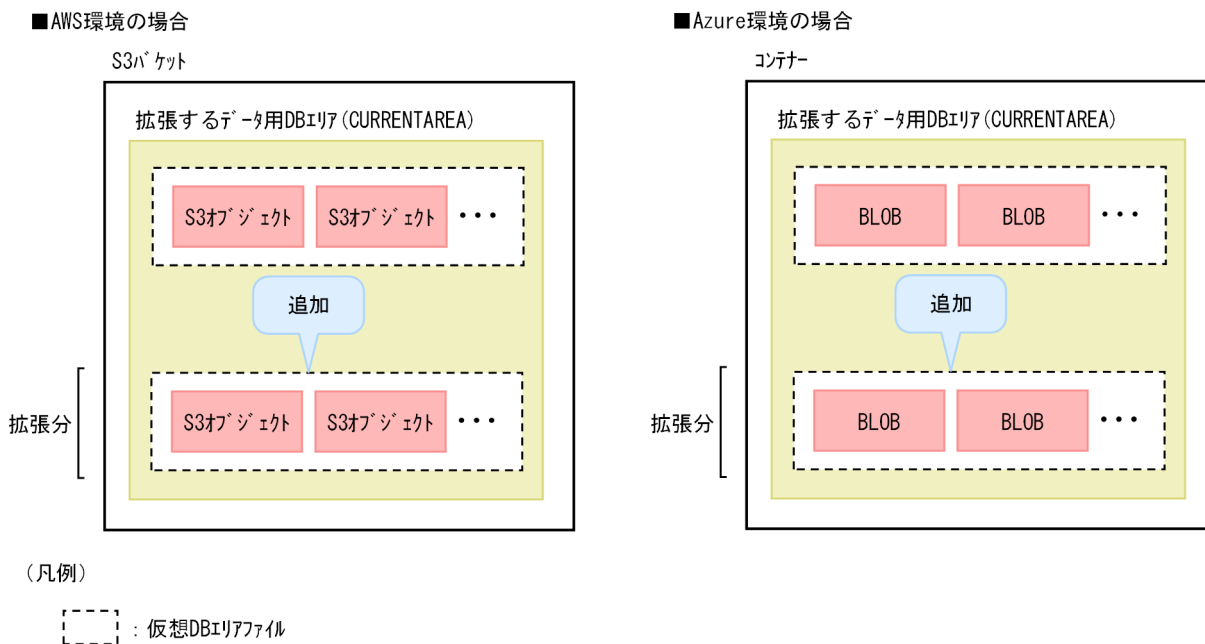 ■AWS環境の場合
S3ﾊﾞｹｯﾄ
拡張するﾃﾞｰﾀ用DBｴﾘｱ(CURRENTAREA)
S3ｵﾌﾞｼﾞｪｸﾄ S3ｵﾌﾞｼﾞｪｸﾄ ・・・
追加
拡張分
S3ｵﾌﾞｼﾞｪｸﾄ S3ｵﾌﾞｼﾞｪｸﾄ ・・・
■Azure環境の場合
ｺﾝﾃﾅｰ
拡張するﾃﾞｰﾀ用DBｴﾘｱ(CURRENTAREA)
BLOB BLOB ・・・
追加
拡張分
BLOB BLOB ・・・
(凡例)
：仮想DBｴﾘｱﾌｧｲﾙ